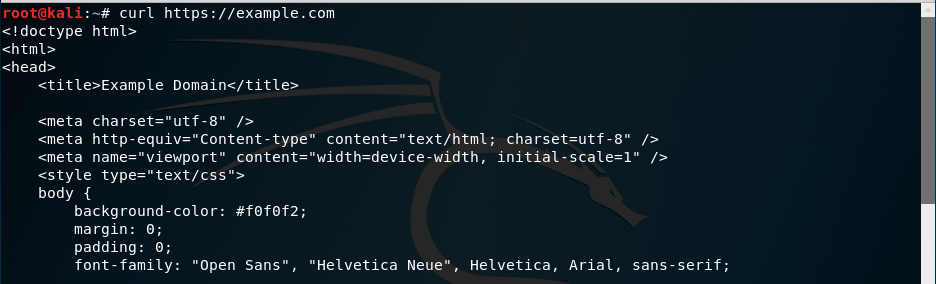 root@kali:~# curl https://example.com
<!doctype html>
<html>
<head>
    <title>Example Domain</title>

    <meta charset="utf-8" />
    <meta http-equiv="Content-type" content="text/html; charset=utf-8" />
    <meta name="viewport" content="width=device-width, initial-scale=1" />
    <style type="text/css">
    body {
        background-color: #f0f0f2;
        margin: 0;
        padding: 0;
        font-family: "Open Sans", "Helvetica Neue", Helvetica, Arial, sans-serif;